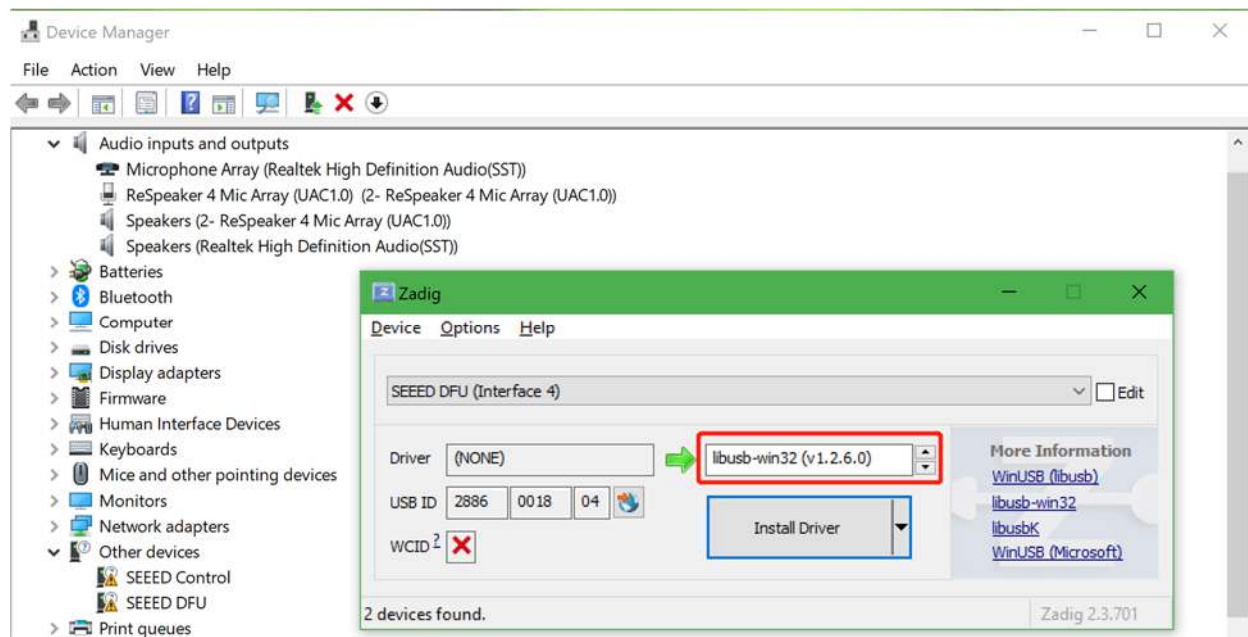 Device Manager
File Action View Help
Audio inputs and outputs
Microphone Array (Realtek High Definition Audio(SST))
ReSpeaker 4 Mic Array (UAC1.0) (2- ReSpeaker 4 Mic Array (UAC1.0))
Speakers (2- ReSpeaker 4 Mic Array (UAC1.0))
Speakers (Realtek High Definition Audio(SST))
Batteries
Bluetooth
Computer
Disk drives
Display adapters
Firmware
Human Interface Devices
Keyboards
Mice and other pointing devices
Monitors
Network adapters
Other devices
SEEED Control
SEEED DFU
Print queues
Zadig
Device Options Help
SEEED DFU (Interface 4) Edit
Driver (NONE) libusb-win32 (v1.2.6.0)
USB ID 2886 0018 04
WCID ?
Install Driver
More Information
WinUSB (libusb)
libusb-win32
libusbK
WinUSB (Microsoft)
2 devices found. Zadig 2.3.701